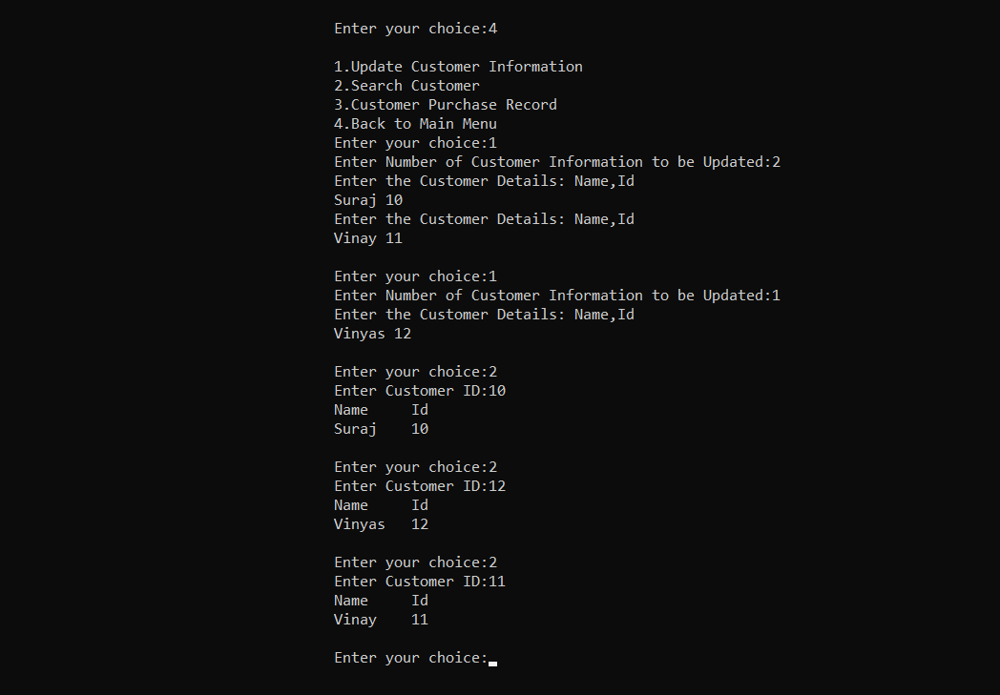 Enter your choice:4
1.Update Customer Information
2.Search Customer
3.Customer Purchase Record
4.Back to Main Menu
Enter your choice:1
Enter Number of Customer Information to be Updated:2
Enter the Customer Details: Name,Id
Suraj 10
Enter the Customer Details: Name,Id
Vinay 11
Enter your choice:1
Enter Number of Customer Information to be Updated:1
Enter the Customer Details: Name,Id
Vinyas 12
Enter your choice:2
Enter Customer ID:10
Name     Id
Suraj    10
Enter your choice:2
Enter Customer ID:12
Name     Id
Vinyas   12
Enter your choice:2
Enter Customer ID:11
Name     Id
Vinay    11
Enter your choice: